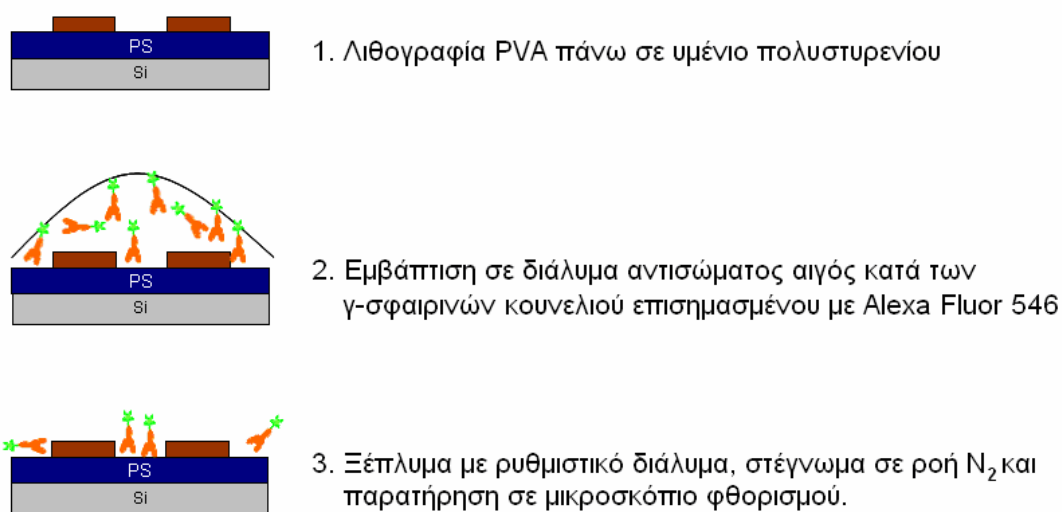 PS
Si
1. Λιθογραφία PVA πάνω σε υμένιο πολυστυρενίου
PS
Si
2. Εμβάπτιση σε διάλυμα αντισώματος αιγός κατά των
γ-σφαιρινών κουνελιού επισημασμένου με Alexa Fluor 546
PS
Si
3. Ξέπλυμα με ρυθμιστικό διάλυμα, στέγνωμα σε ροή N₂ και
παρατήρηση σε μικροσκόπιο φθορισμού.